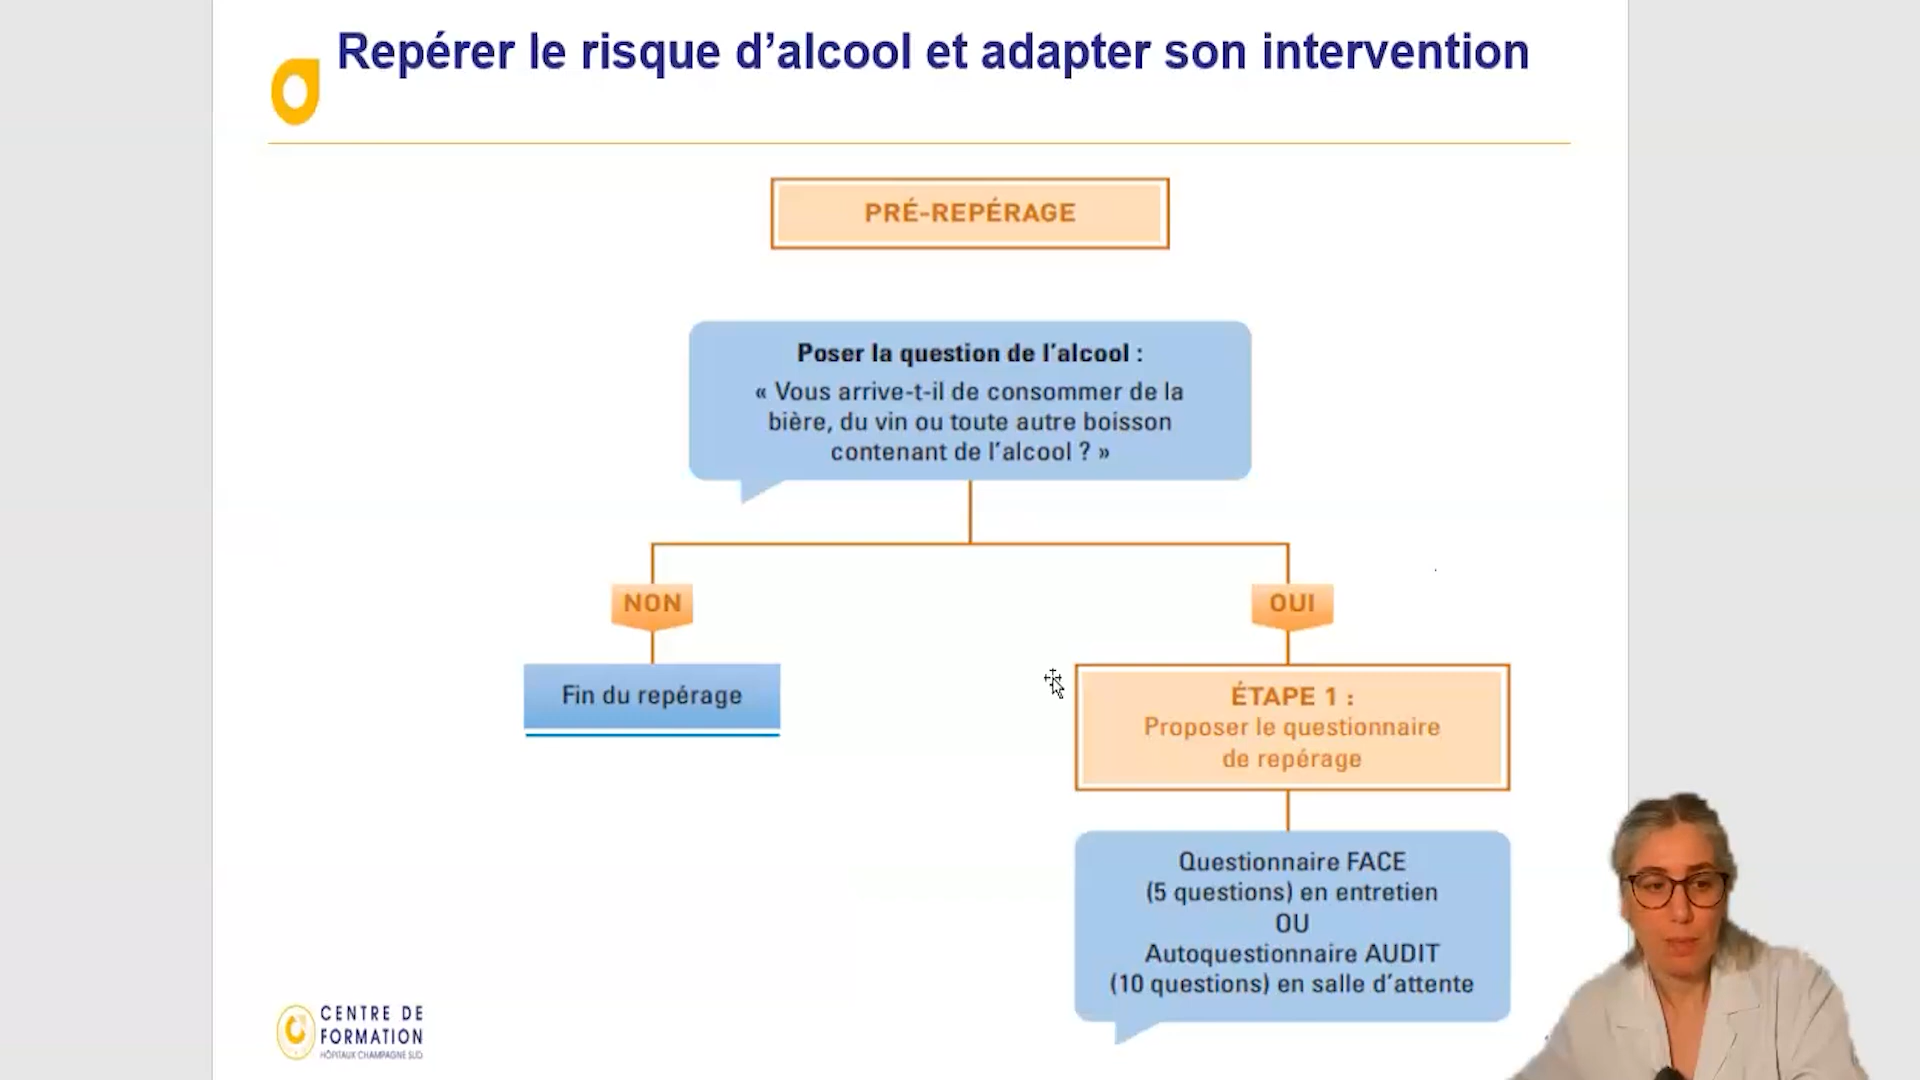 Repérer le risque d’alcool et adapter son intervention
PRÉ-REPÉRAGE
Poser la question de l’alcool :
« Vous arrive-t-il de consommer de la
bière, du vin ou toute autre boisson
contenant de l’alcool ? »
NON
OUI
Fin du repérage
ÉTAPE 1 :
Proposer le questionnaire
de repérage
Questionnaire FACE
(5 questions) en entretien
OU
Autoquestionnaire AUDIT
(10 questions) en salle d’attente
CENTRE DE
FORMATION
HÔPITAUX CHAMPAGNE SUD